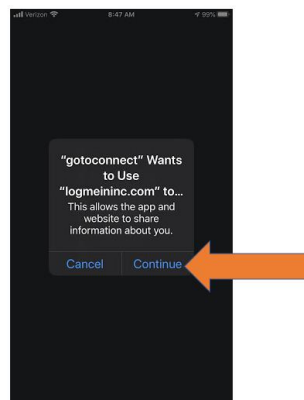 Verizon 8:47 AM 99%
"gotoconnect" Wants
to Use
"logmeininc.com" to...
This allows the app and
website to share
information about you.
Cancel Continue